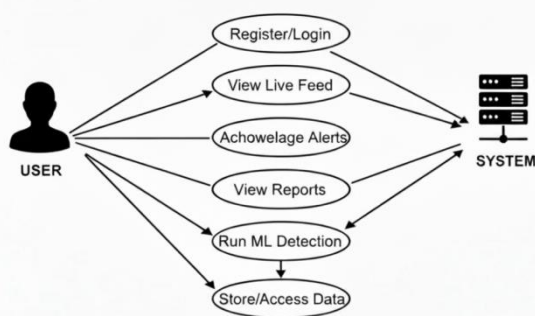 Register/Login
View Live Feed
Achowelage Alerts
View Reports
Run ML Detection
Store/Access Data
USER
SYSTEM